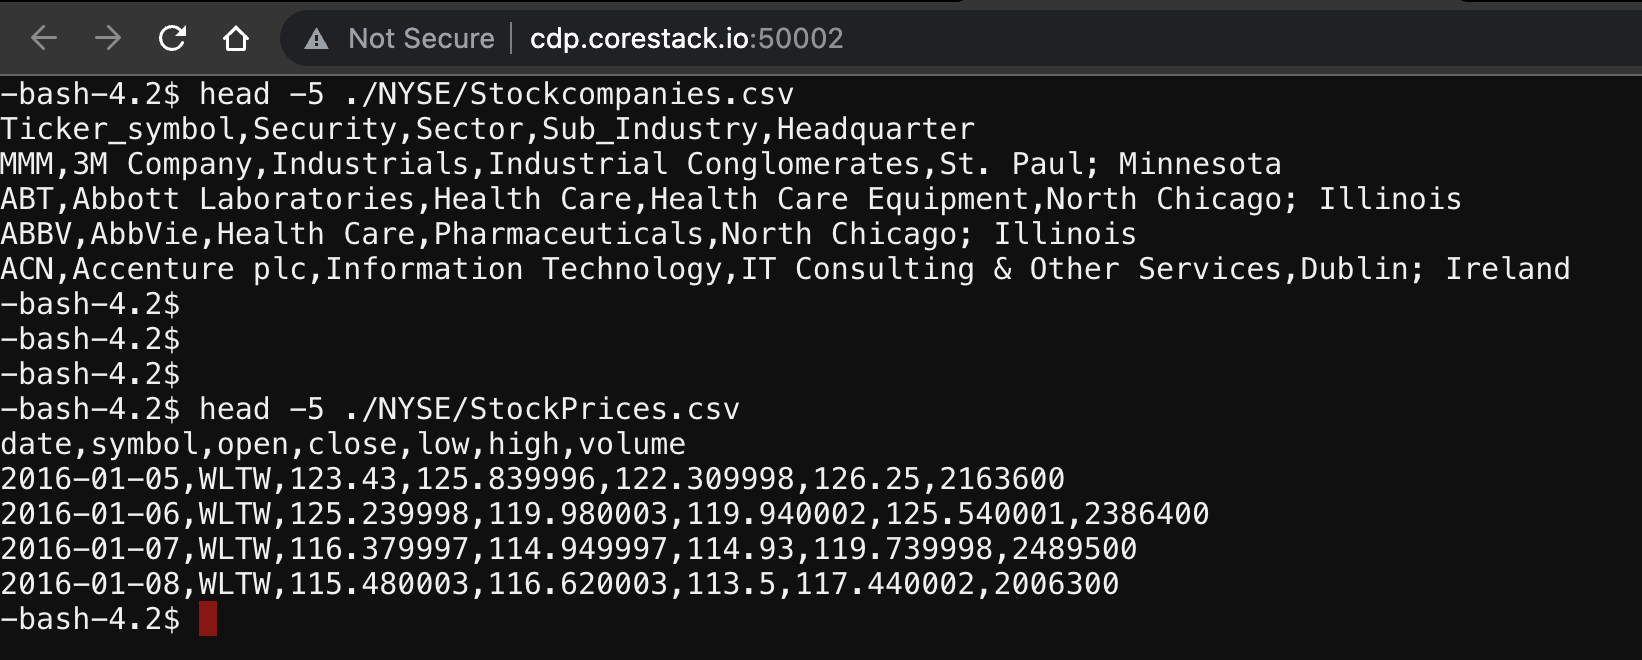 Not Secure | cdp.corestack.io:50002
-bash-4.2$ head -5 ./NYSE/Stockcompanies.csv
Ticker_symbol,Security,Sector,Sub_Industry,Headquarter
MMM,3M Company,Industrials,Industrial Conglomerates,St. Paul; Minnesota
ABT,Abbott Laboratories,Health Care,Health Care Equipment,North Chicago; Illinois
ABBV,AbbVie,Health Care,Pharmaceuticals,North Chicago; Illinois
ACN,Accenture plc,Information Technology,IT Consulting & Other Services,Dublin; Ireland
-bash-4.2$
-bash-4.2$
-bash-4.2$
-bash-4.2$ head -5 ./NYSE/StockPrices.csv
date,symbol,open,close,low,high,volume
2016-01-05,WLTW,123.43,125.839996,122.309998,126.25,2163600
2016-01-06,WLTW,125.239998,119.980003,119.940002,125.540001,2386400
2016-01-07,WLTW,116.379997,114.949997,114.93,119.739998,2489500
2016-01-08,WLTW,115.480003,116.620003,113.5,117.440002,2006300
-bash-4.2$